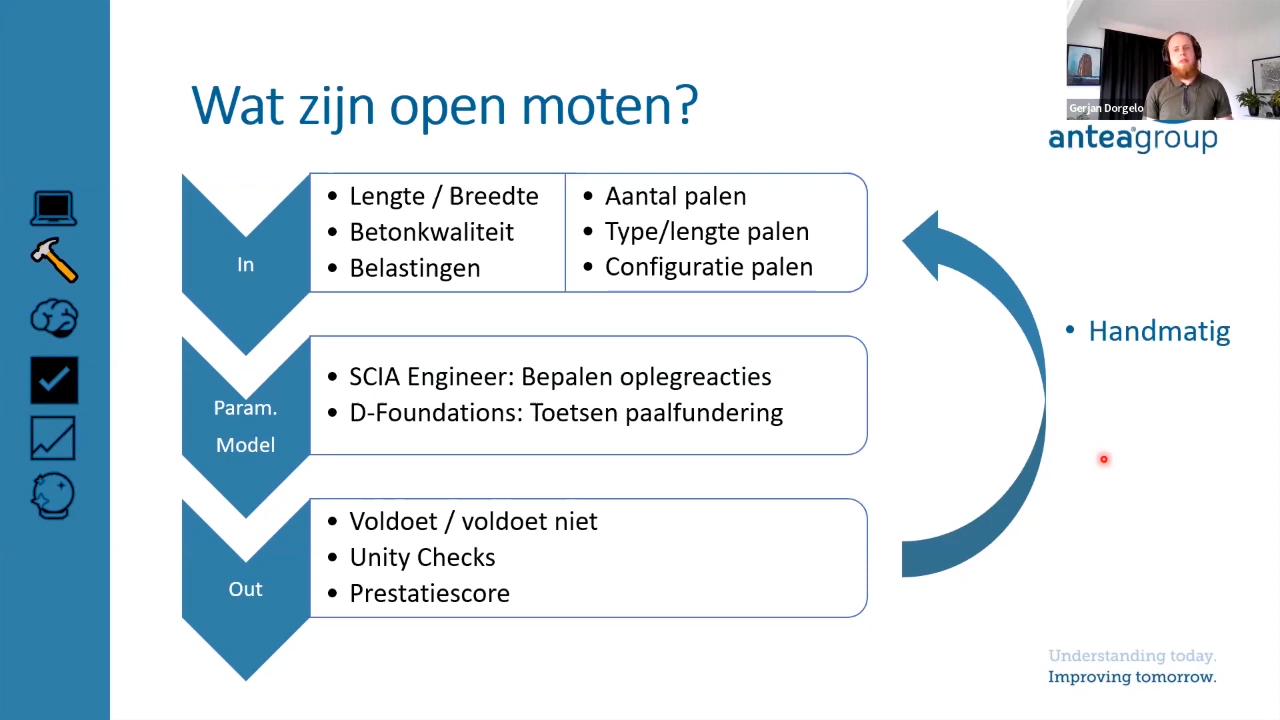 Wat zijn open moten?
Gerjan Dorgelo
anteagroup
In
• Lengte / Breedte
• Betonkwaliteit
• Belastingen
• Aantal palen
• Type/lengte palen
• Configuratie palen
• Handmatig
Param.
Model
• SCIA Engineer: Bepalen oplegreacties
• D-Foundations: Toetsen paalfundering
Out
• Voldoet / voldoet niet
• Unity Checks
• Prestatiescore
Understanding today.
Improving tomorrow.